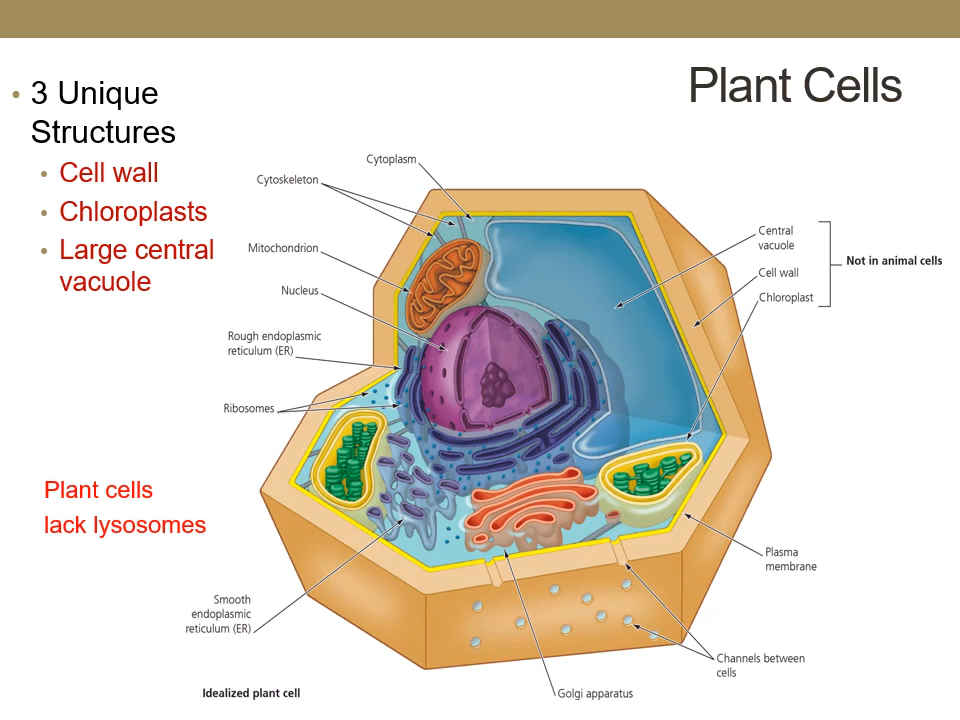 Plant Cells
• 3 Unique
Structures
• Cell wall
• Chloroplasts
• Large central
vacuole
Plant cells
lack lysosomes
Cytoplasm
Cytoskeleton
Mitochondrion
Nucleus
Rough endoplasmic
reticulum (ER)
Ribosomes
Smooth
endoplasmic
reticulum (ER)
Idealized plant cell
Central
vacuole
Cell wall
Chloroplast
Not in animal cells
Plasma
membrane
Channels between
cells
Golgi apparatus